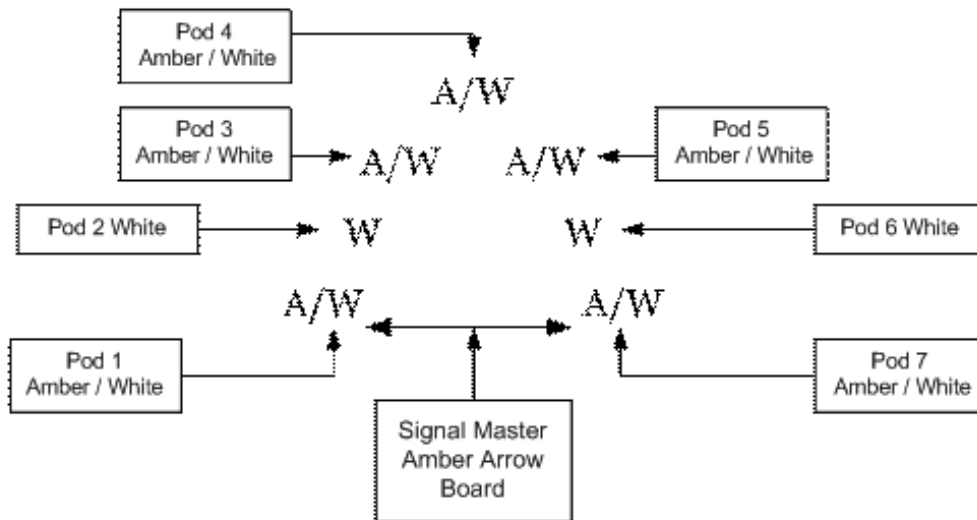 Pod 4
Amber / White
A/W
Pod 3
Amber / White
A/W
A/W
Pod 5
Amber / White
Pod 2 White
W
W
Pod 6 White
A/W
A/W
Pod 1
Amber / White
Pod 7
Amber / White
Signal Master
Amber Arrow
Board